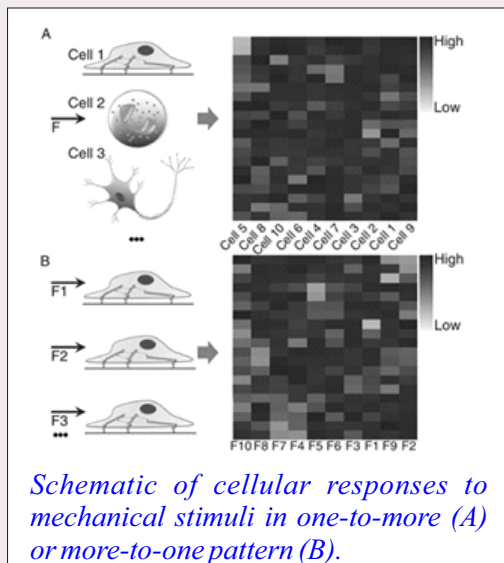 A
Cell 1
Cell 2
F
Cell 3
•••
High
Low
Cell 5 Cell 8 Cell 10 Cell 6 Cell 4 Cell 7 Cell 3 Cell 2 Cell 1 Cell 9
B
F1
F2
F3
•••
High
Low
F10 F8 F7 F4 F5 F6 F3 F1 F9 F2
Schematic of cellular responses to
mechanical stimuli in one-to-more (A)
or more-to-one pattern (B).